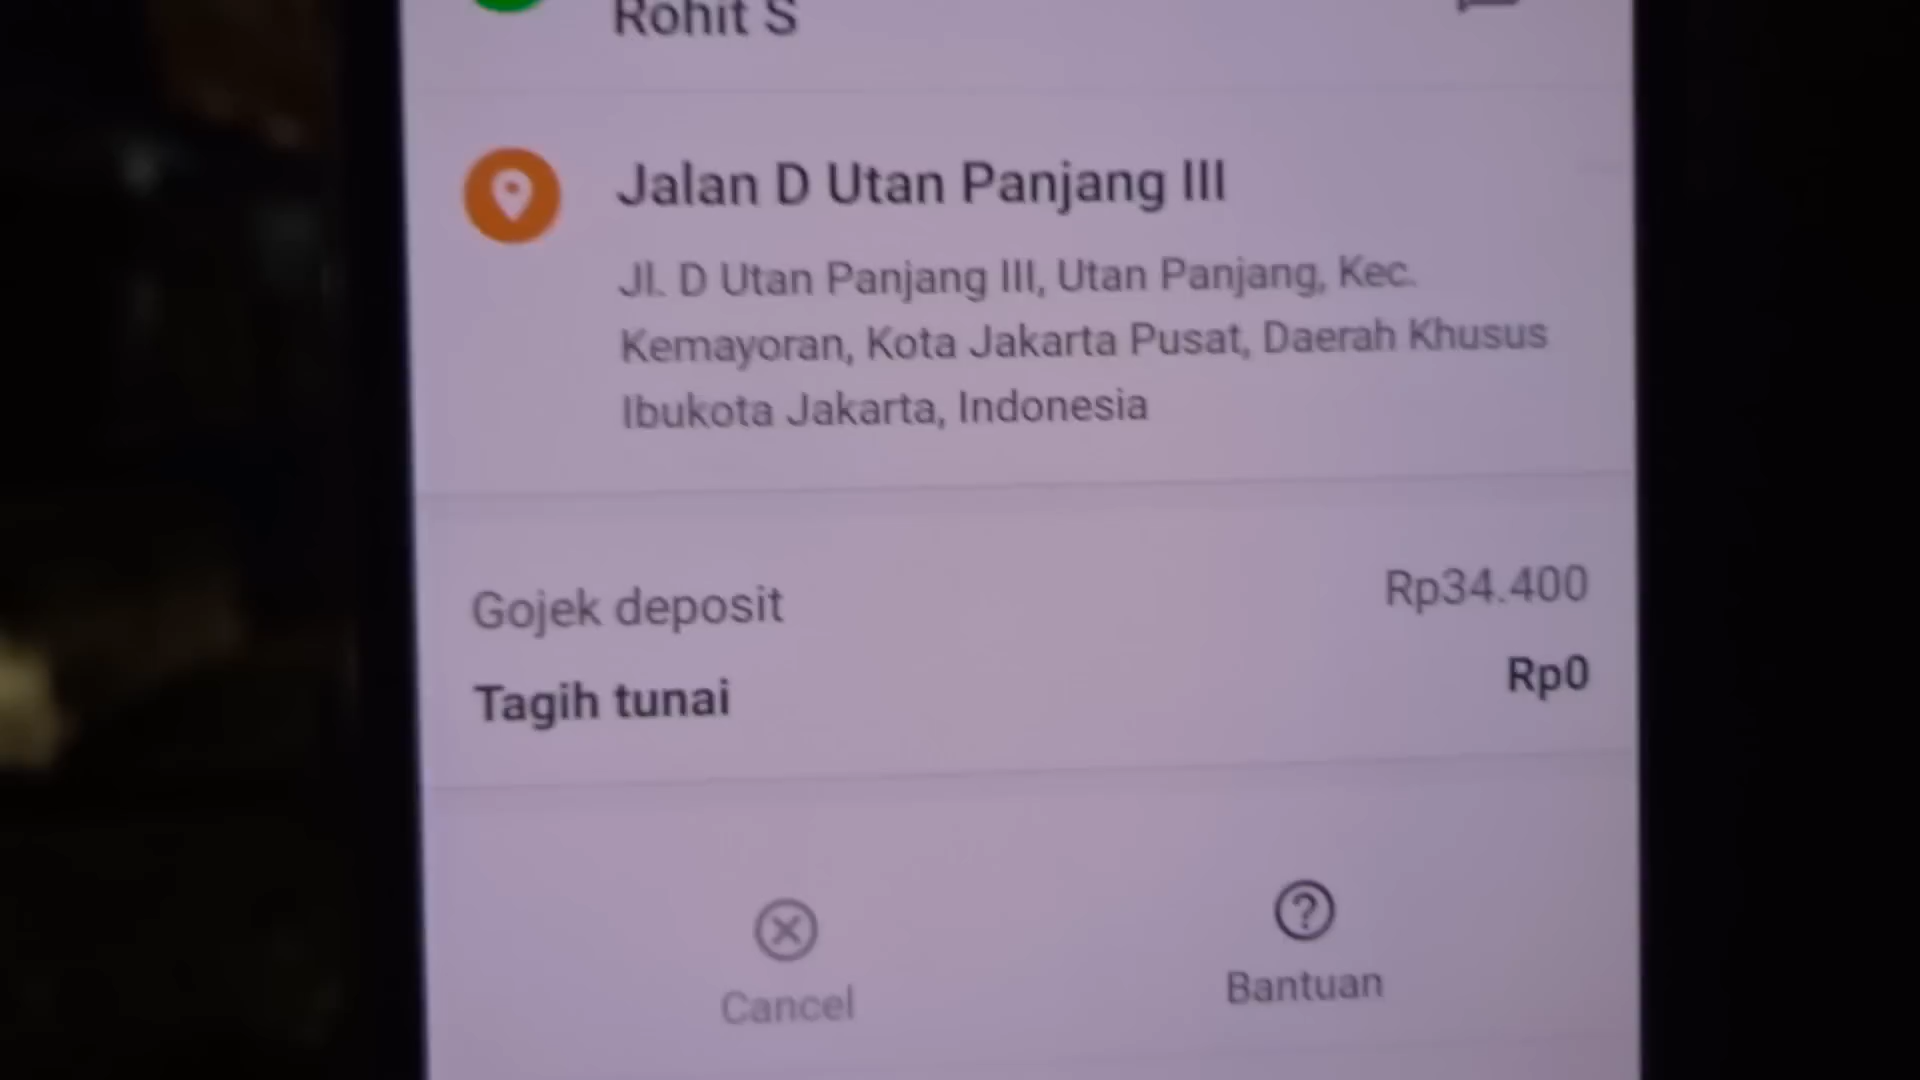 Rohit S
Jalan D Utan Panjang III
Jl. D Utan Panjang III, Utan Panjang, Kec.
Kemayoran, Kota Jakarta Pusat, Daerah Khusus
Ibukota Jakarta, Indonesia
Gojek deposit Rp34.400
Tagih tunai Rp0
Cancel Bantuan